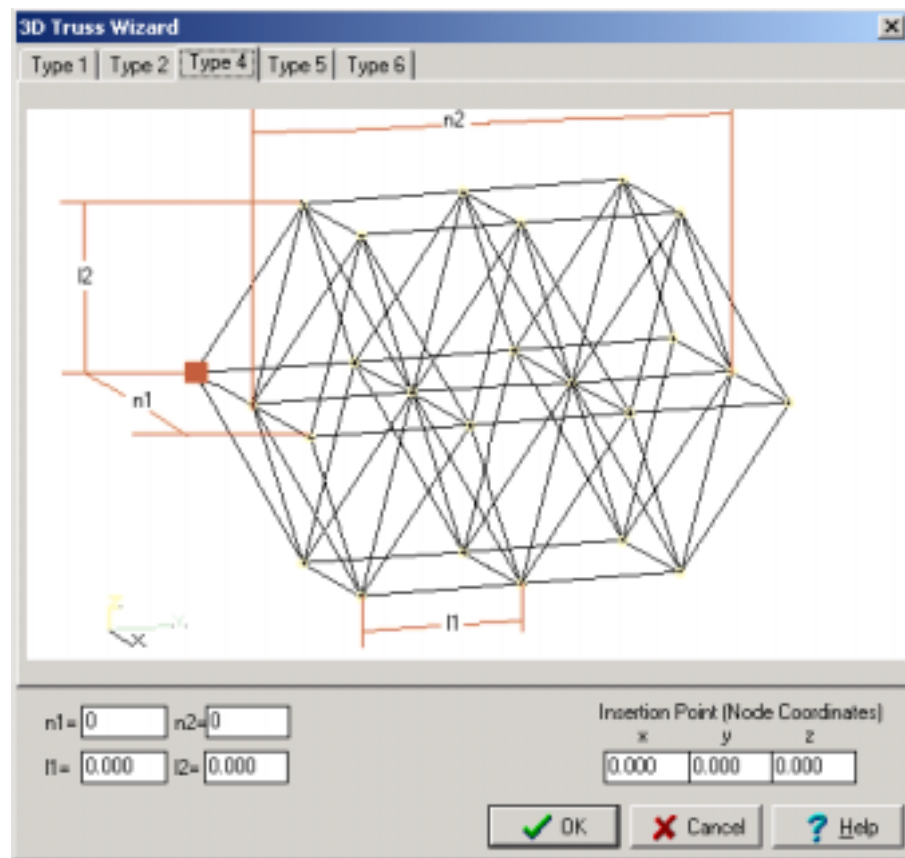 3D Truss Wizard
Type 1 Type 2 Type 4 Type 5 Type 6
n2
l2
n1
l1
X
n1= 0 n2= 0
l1= 0.000 l2= 0.000
Insertion Point (Node Coordinates)
x y z
0.000 0.000 0.000
OK Cancel Help